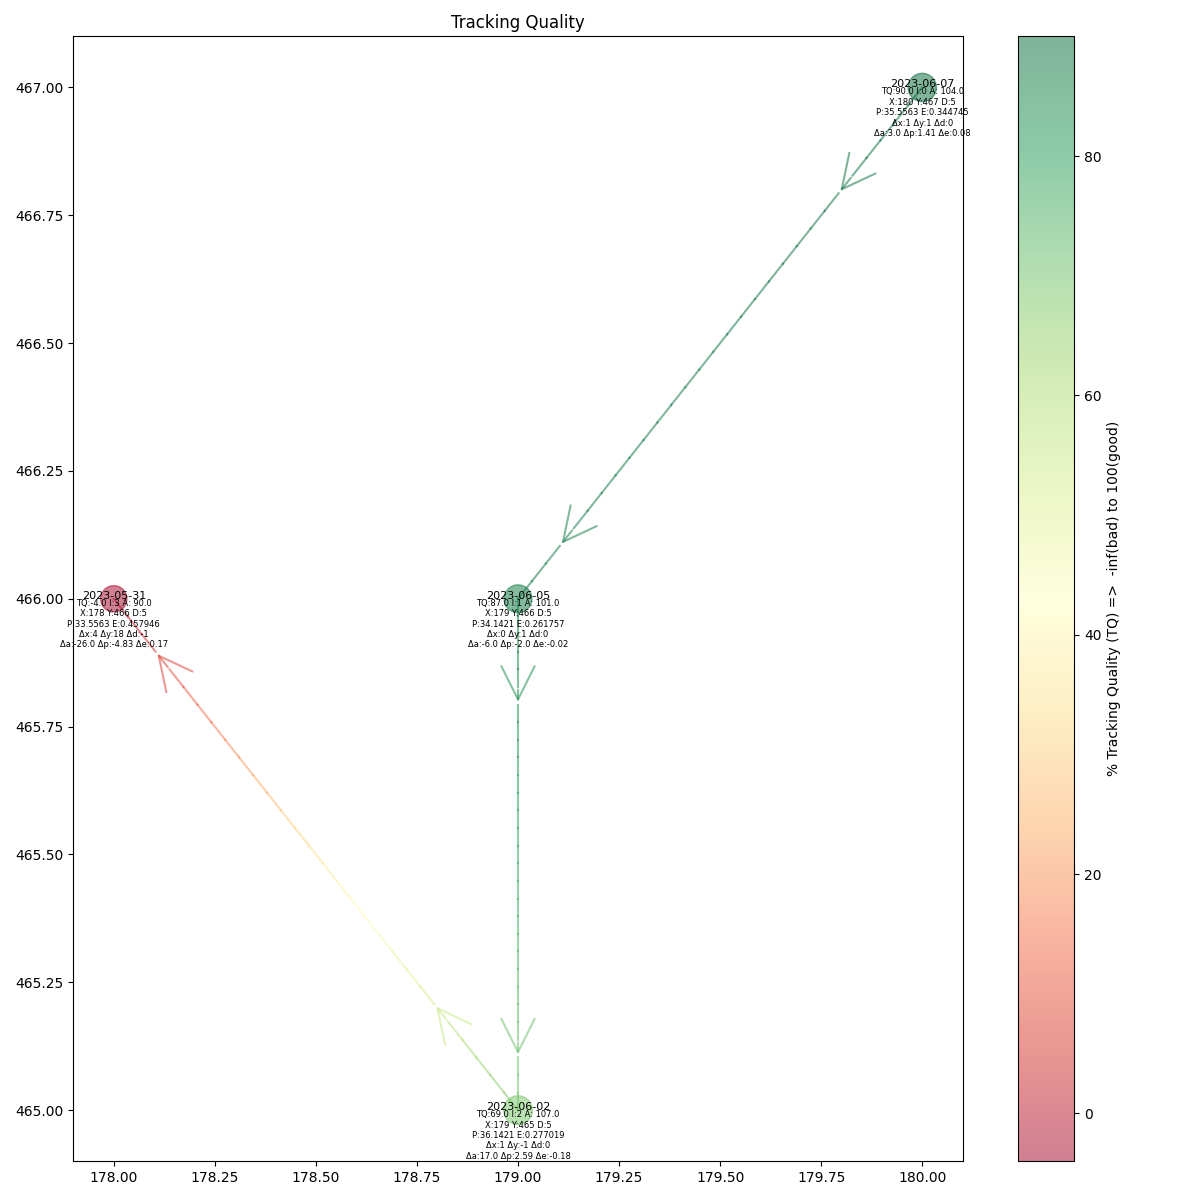 Tracking Quality
467.00
466.75
466.50
466.25
466.00
465.75
465.50
465.25
465.00
2023-06-07
TQ:90.0 I:0 A: 104.0
X:180 Y:467 D:5
P:35.5563 E:0.344745
Δx:1 Δy:1 Δd:0
Δa:3.0 Δp:1.41 Δe:0.08
2023-05-31
TQ:-4.0 I:3 A: 90.0
X:178 Y:466 D:5
P:33.5563 E:0.457946
Δx:4 Δy:18 Δd:-1
Δa:-26.0 Δp:-4.83 Δe:0.17
2023-06-05
TQ:87.0 I:1 A: 101.0
X:179 Y:466 D:5
P:34.1421 E:0.261757
Δx:0 Δy:1 Δd:0
Δa:-6.0 Δp:-2.0 Δe:-0.02
2023-06-02
TQ:69.0 I:2 A: 107.0
X:179 Y:465 D:5
P:36.1421 E:0.277019
Δx:1 Δy:-1 Δd:0
Δa:17.0 Δp:2.59 Δe:-0.18
178.00 178.25 178.50 178.75 179.00 179.25 179.50 179.75 180.00
80
60
40
20
0
% Tracking Quality (TQ) => -inf(bad) to 100(good)